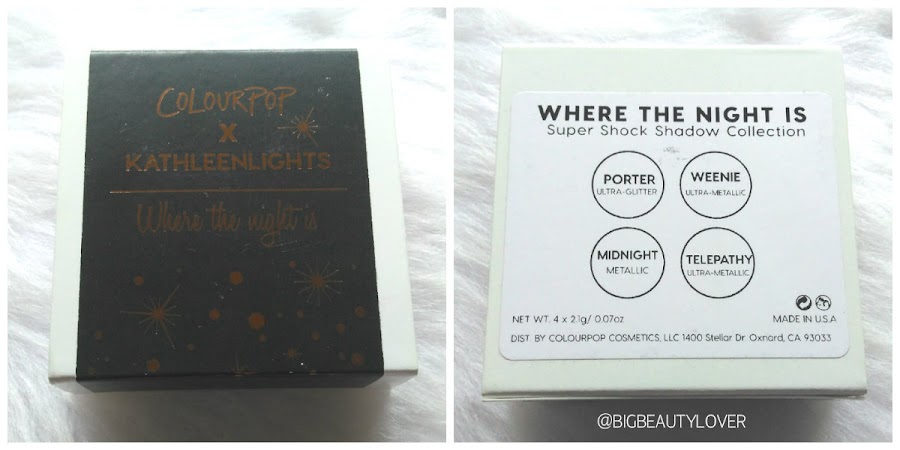 COLOURPOP
X
KATHLEENLIGHTS
Where the night is
WHERE THE NIGHT IS
Super Shock Shadow Collection
PORTER
ULTRA-GLITTER
WEENIE
ULTRA-METALLIC
MIDNIGHT
METALLIC
TELEPATHY
ULTRA-METALLIC
NET WT. 4 x 2.1g/ 0.07oz
MADE IN U.S.A
DIST. BY COLOURPOP COSMETICS, LLC 1400 Stellar Dr. Oxnard, CA 93033
@BIGBEAUTYLOVER